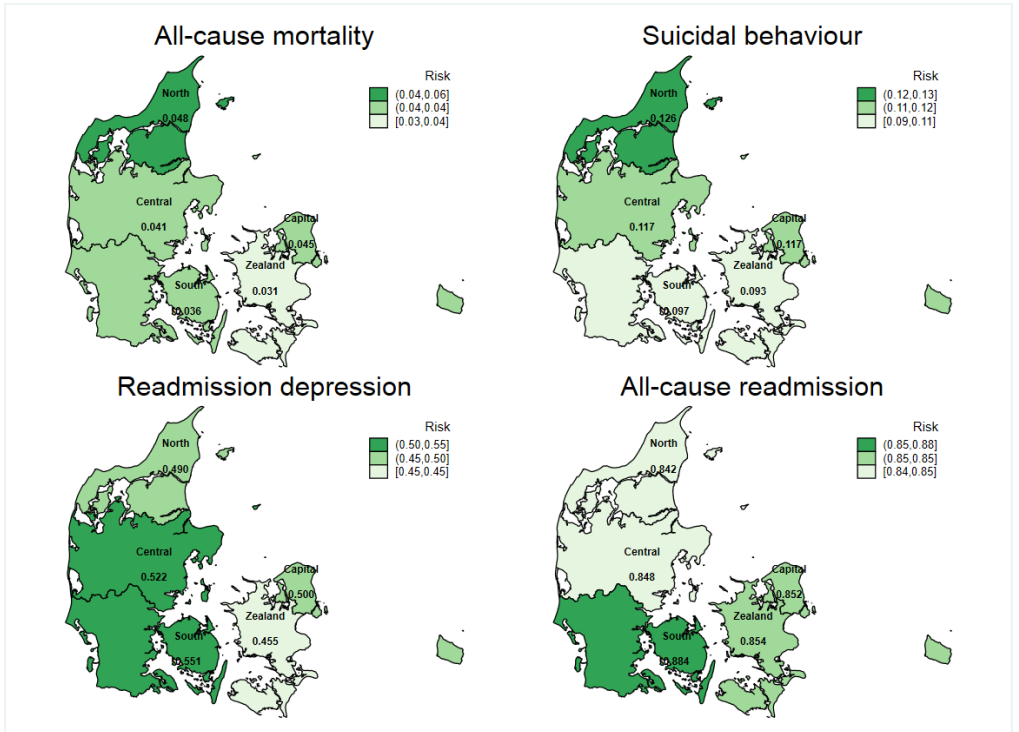 All-cause mortality
Risk
(0.04,0.06]
(0.04,0.04]
[0.03,0.04]
North
0.048
Central
0.041
Capital
0.045
Zealand
0.031
South
0.036
Suicidal behaviour
Risk
(0.12,0.13]
(0.11,0.12]
[0.09,0.11]
North
0.126
Central
0.117
Capital
0.117
Zealand
0.093
South
0.097
Readmission depression
Risk
(0.50,0.55]
(0.45,0.50]
[0.45,0.45]
North
0.490
Central
0.522
Capital
0.500
Zealand
0.455
South
0.551
All-cause readmission
Risk
(0.85,0.88]
(0.85,0.85]
[0.84,0.85]
North
0.842
Central
0.848
Capital
0.852
Zealand
0.854
South
0.884